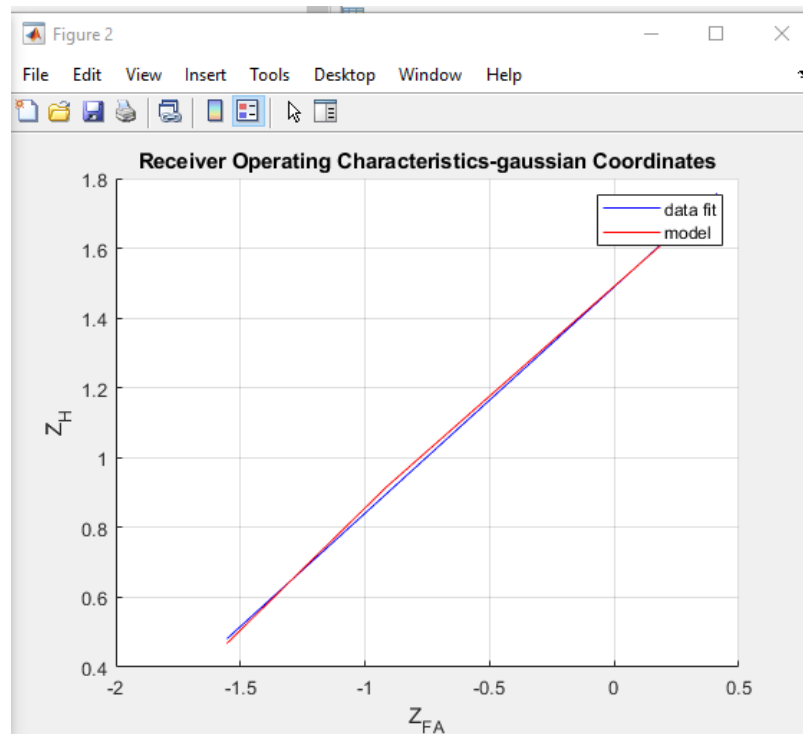 Figure 2
File Edit View Insert Tools Desktop Window Help
Receiver Operating Characteristics-gaussian Coordinates
1.8
1.6
1.4
1.2
1
0.8
0.6
0.4
Z_H
data fit
model
-2 -1.5 -1 -0.5 0 0.5
Z_FA